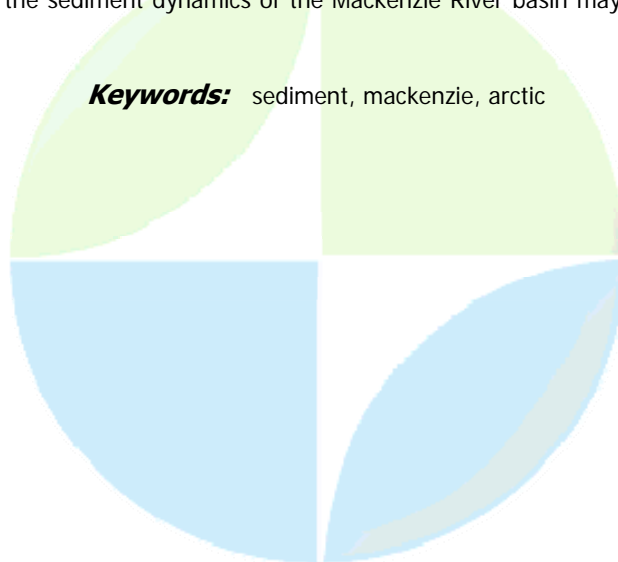 the sediment dynamics of the Mackenzie River basin may
Keywords: sediment, mackenzie, arctic